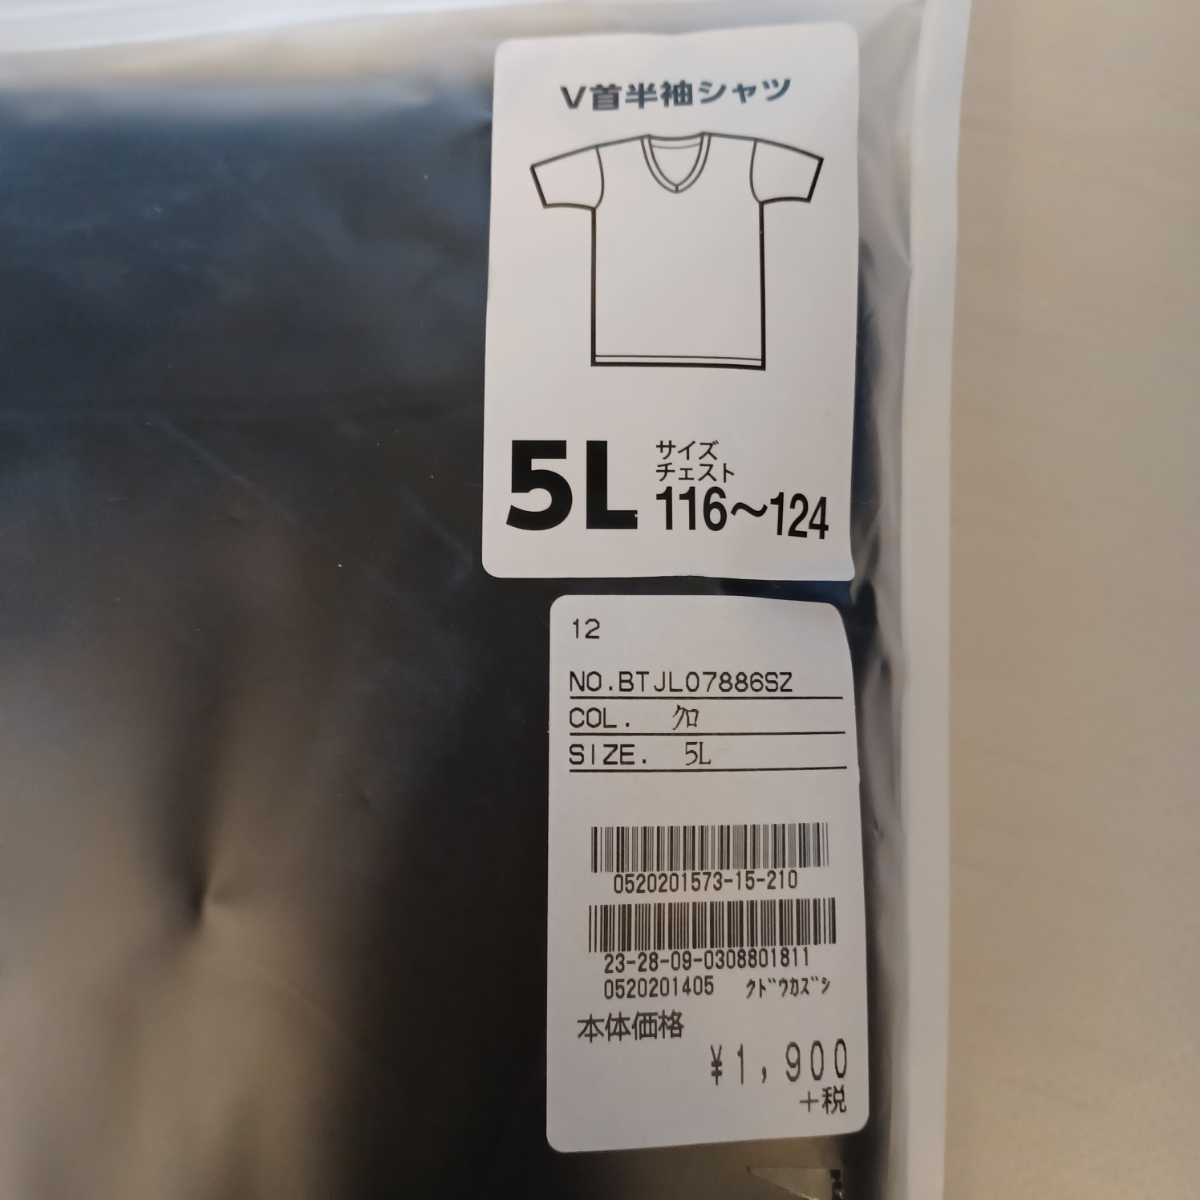 V首半袖シャツ
5L
サイズ
チェスト
116～124
12
NO.BTJL07886SZ
COL. クロ
SIZE. 5L
0520201573-15-210
23-28-09-0308801811
0520201405 クドウカズシ
本体価格
¥1,900
+税